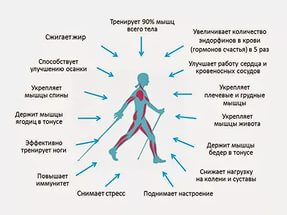 Тренирует 90% мышц
всего тела
Сжигает жир
Увеличивает количество
эндорфинов в крови
(гормонов счастья) в 5 раз
Способствует
улучшению осанки
Улучшает работу сердца и
кровеносных сосудов
Укрепляет
мышцы спины
Укрепляет
плечевые и грудные
мышцы
Держит мышцы
ягодиц в тонусе
Укрепляет
мышцы живота
Эффективно
тренирует ноги
Держит мышцы
бедер в тонусе
Повышает
иммунитет
Снижает нагрузку
на колени и суставы
Снимает стресс
Поднимает настроение